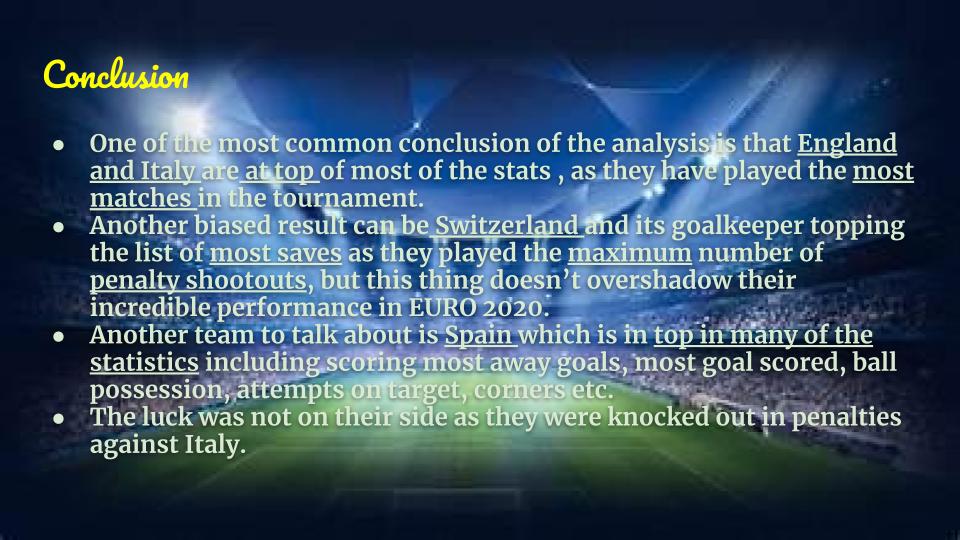 Conclusion
● One of the most common conclusion of the analysis is that England
and Italy are at top of most of the stats , as they have played the most
matches in the tournament.
● Another biased result can be Switzerland and its goalkeeper topping
the list of most saves as they played the maximum number of
penalty shootouts, but this thing doesn’t overshadow their
incredible performance in EURO 2020.
● Another team to talk about is Spain which is in top in many of the
statistics including scoring most away goals, most goal scored, ball
possession, attempts on target, corners etc.
● The luck was not on their side as they were knocked out in penalties
against Italy.